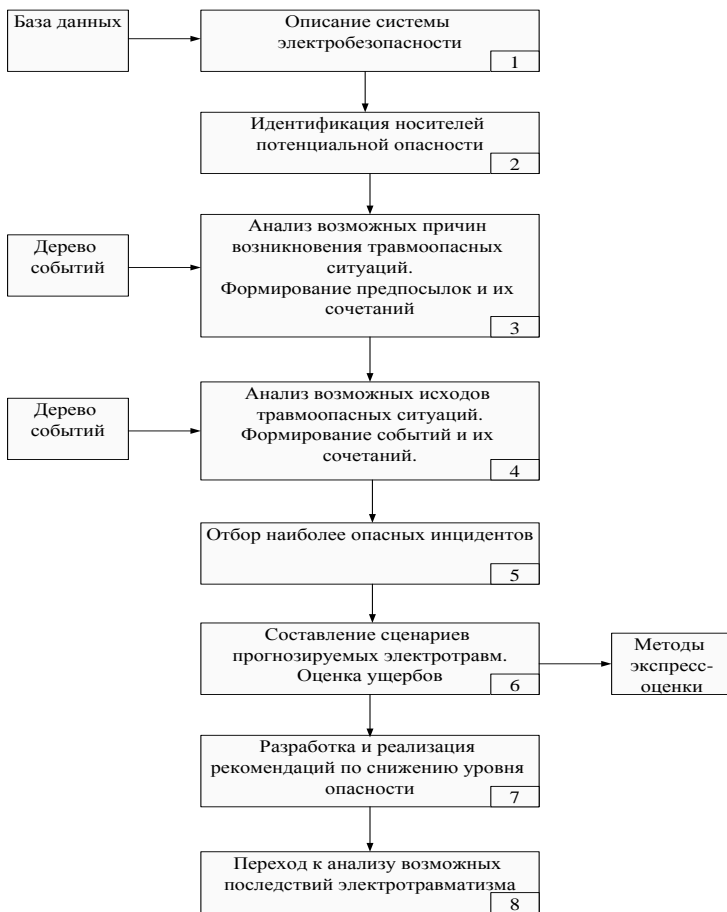 База данных
Описание системы
электробезопасности
1
Идентификация носителей
потенциальной опасности
2
Дерево
событий
Анализ возможных причин
возникновения травмоопасных
ситуаций.
Формирование предпосылок и их
сочетаний
3
Дерево
событий
Анализ возможных исходов
травмоопасных ситуаций.
Формирование событий и их
сочетаний.
4
Отбор наиболее опасных инцидентов
5
Составление сценариев
прогнозируемых электротравм.
Оценка ущербов
6
Методы
экспресс-
оценки
Разработка и реализация
рекомендаций по снижению уровня
опасности
7
Переход к анализу возможных
последствий электротравматизма
8